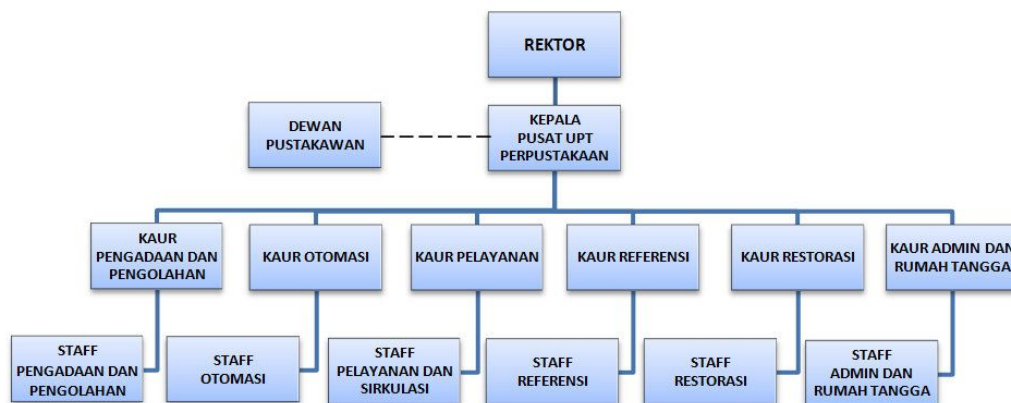 REKTOR
DEWAN
PUSTAKAWAN
KEPALA
PUSAT UPT
PERPUSTAKAAN
KAUR
PENGADAAN DAN
PENGOLAHAN
KAUR OTOMASI
KAUR PELAYANAN
KAUR REFERENSI
KAUR RESTORASI
KAUR ADMIN DAN
RUMAH TANGGA
STAFF
PENGADAAN DAN
PENGOLAHAN
STAFF
OTOMASI
STAFF
PELAYANAN DAN
SIRKULASI
STAFF
REFERENSI
STAFF
RESTORASI
STAFF
ADMIN DAN
RUMAH TANGGA